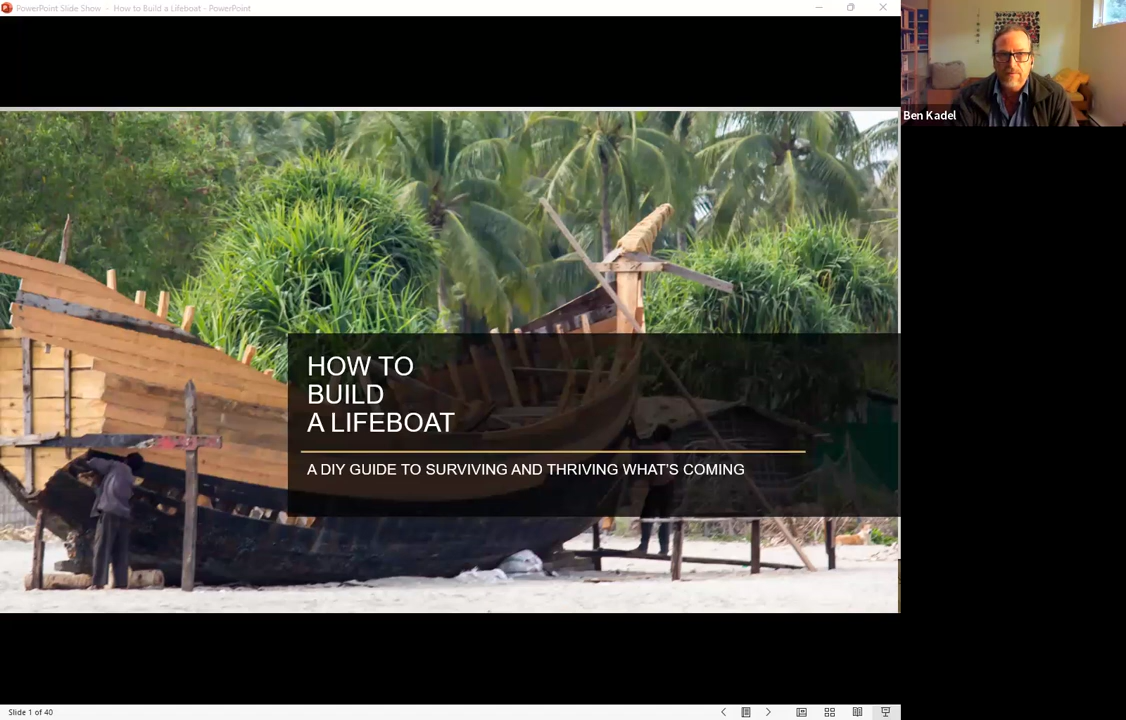 PowerPoint Slide Show - How to Build a Lifeboat - PowerPoint
Ben Kadel
HOW TO
BUILD
A LIFEBOAT
A DIY GUIDE TO SURVIVING AND THRIVING WHAT'S COMING
Slide 1 of 40